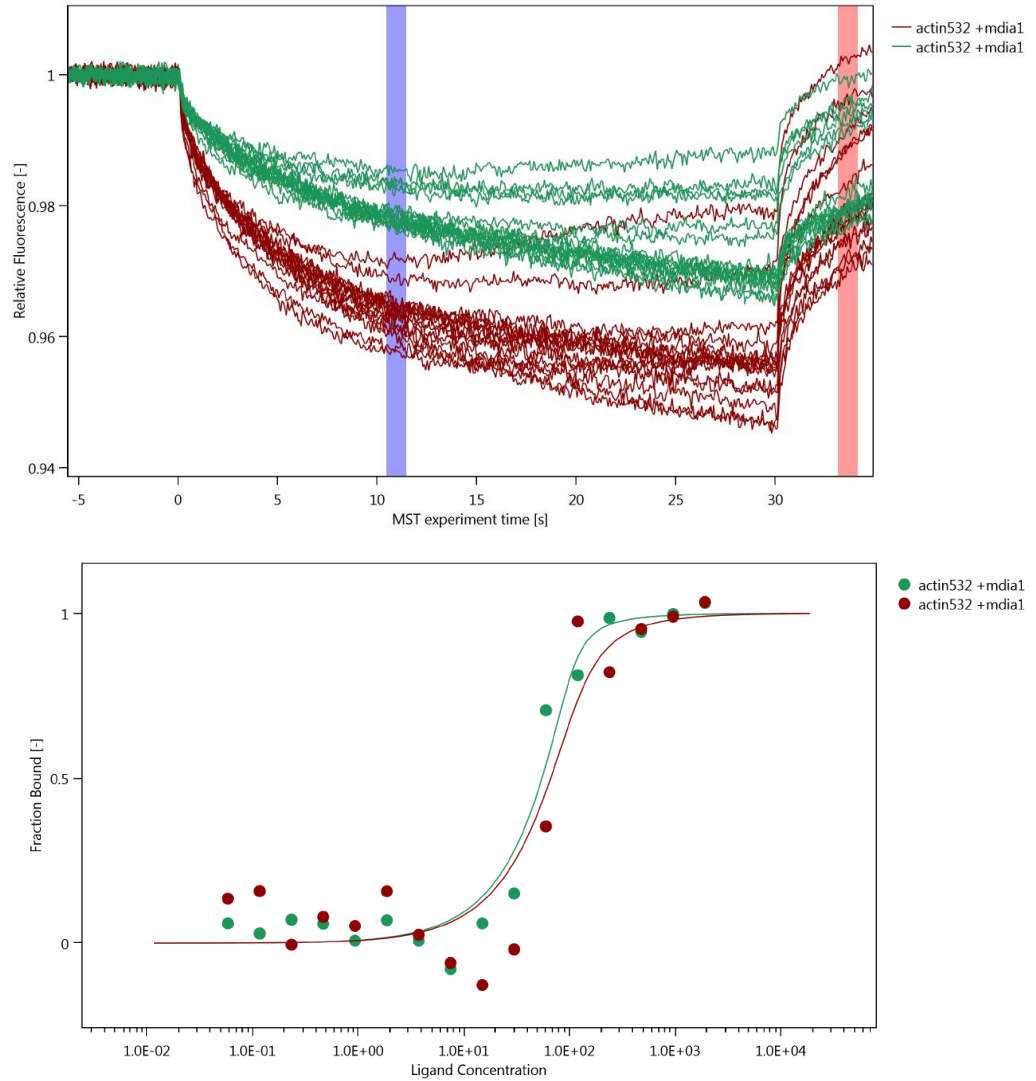 actin532 +mdia1
actin532 +mdia1
Relative Fluorescence [-]
1
0.98
0.96
0.94
-5 0 5 10 15 20 25 30
MST experiment time [s]
actin532 +mdia1
actin532 +mdia1
Fraction Bound [-]
1
0.5
0
1.0E-02 1.0E-01 1.0E+00 1.0E+01 1.0E+02 1.0E+03 1.0E+04
Ligand Concentration